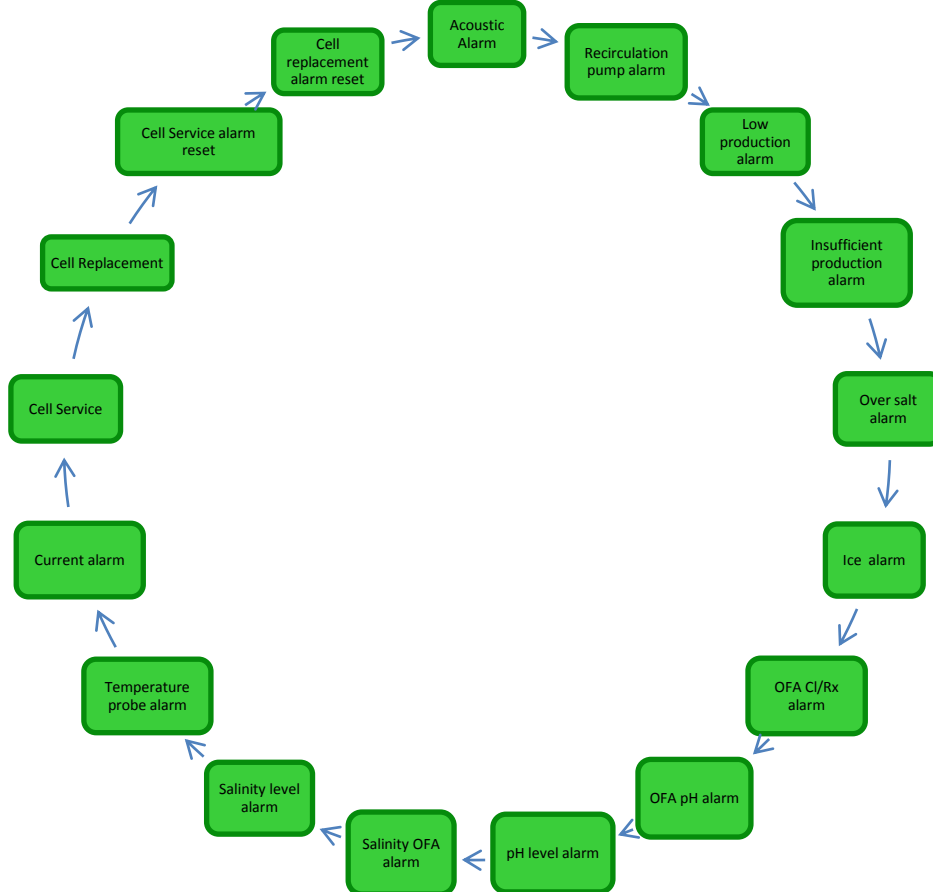 Acoustic
Alarm
Recirculation
pump alarm
Low
production
alarm
Insufficient
production
alarm
Over salt
alarm
Ice alarm
OFA Cl/Rx
alarm
OFA pH alarm
pH level alarm
Salinity OFA
alarm
Salinity level
alarm
Temperature
probe alarm
Current alarm
Cell Service
Cell Replacement
Cell Service alarm
reset
Cell
replacement
alarm reset